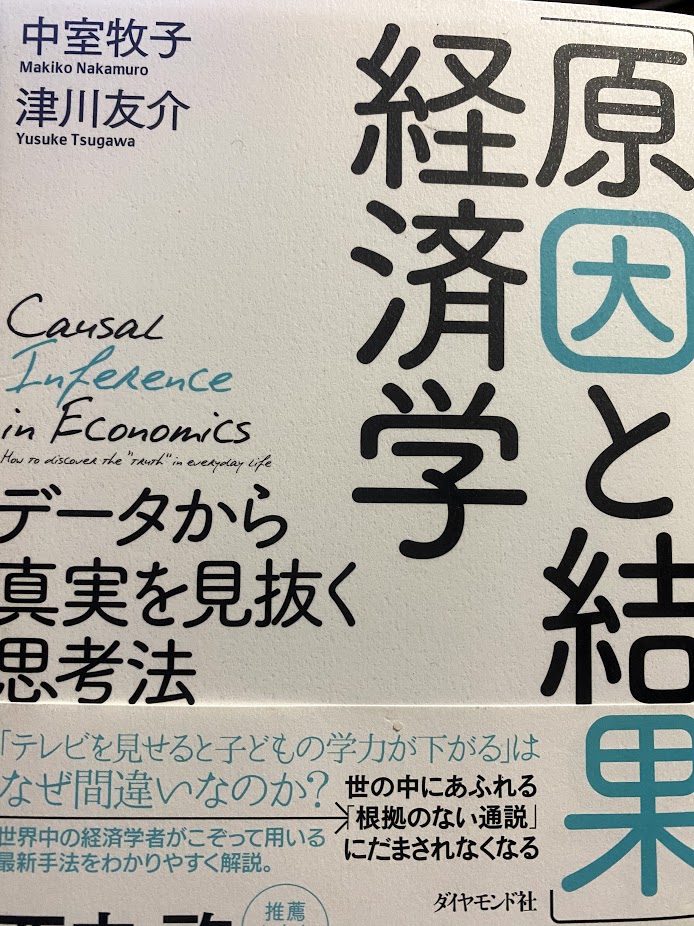 中室牧子
Makiko Nakamuro
津川友介
Yusuke Tsugawa
「原因と結果」
経済学
Causal
Inference
in Economics
How to discover the "truth" in everyday life
データから
真実を見抜く
思考法
「テレビを見せると子どもの学力が下がる」は
なぜ間違いなのか?
世界中の経済学者がこぞって用いる
最新手法をわかりやすく解説。
世の中にあふれる
「根拠のない通説」
にだまされなくなる
ダイヤモンド社
推薦